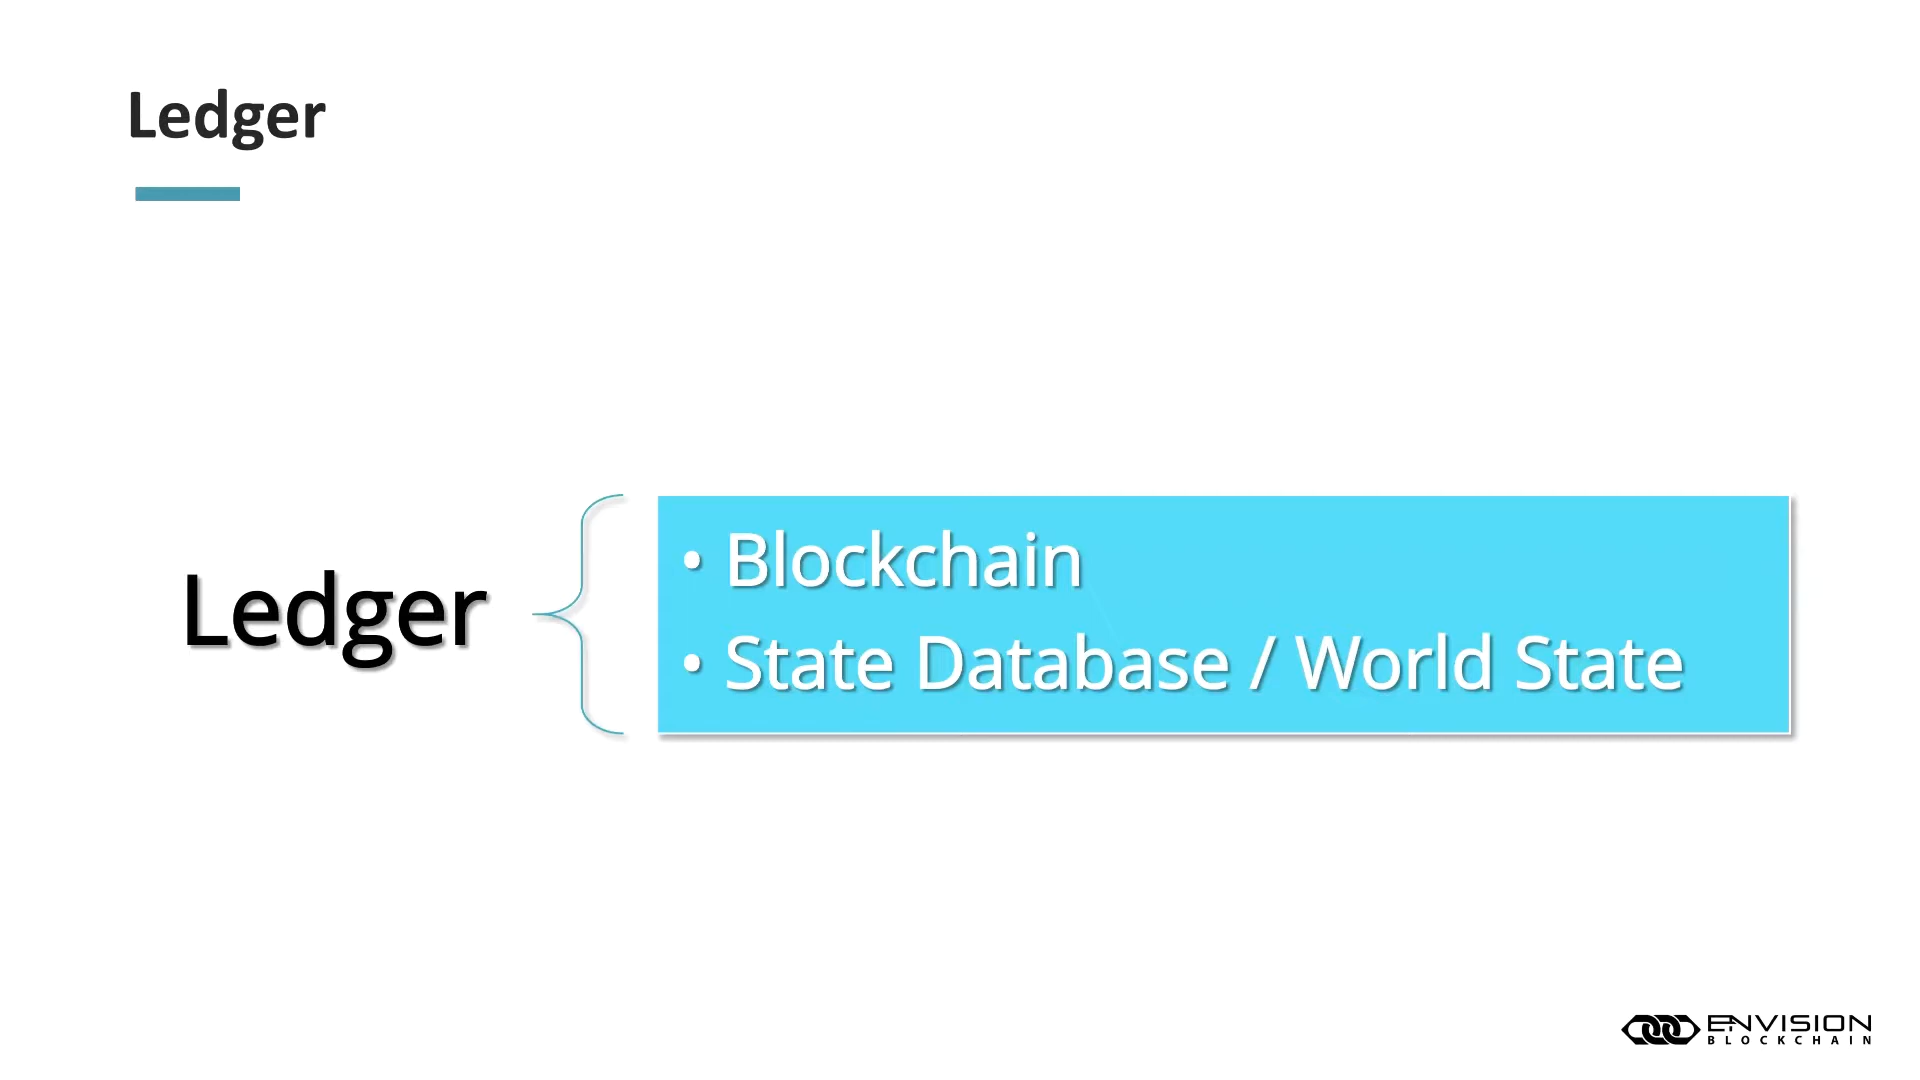 Ledger
Ledger
• Blockchain
• State Database / World State
ENVISION
BLOCKCHAIN